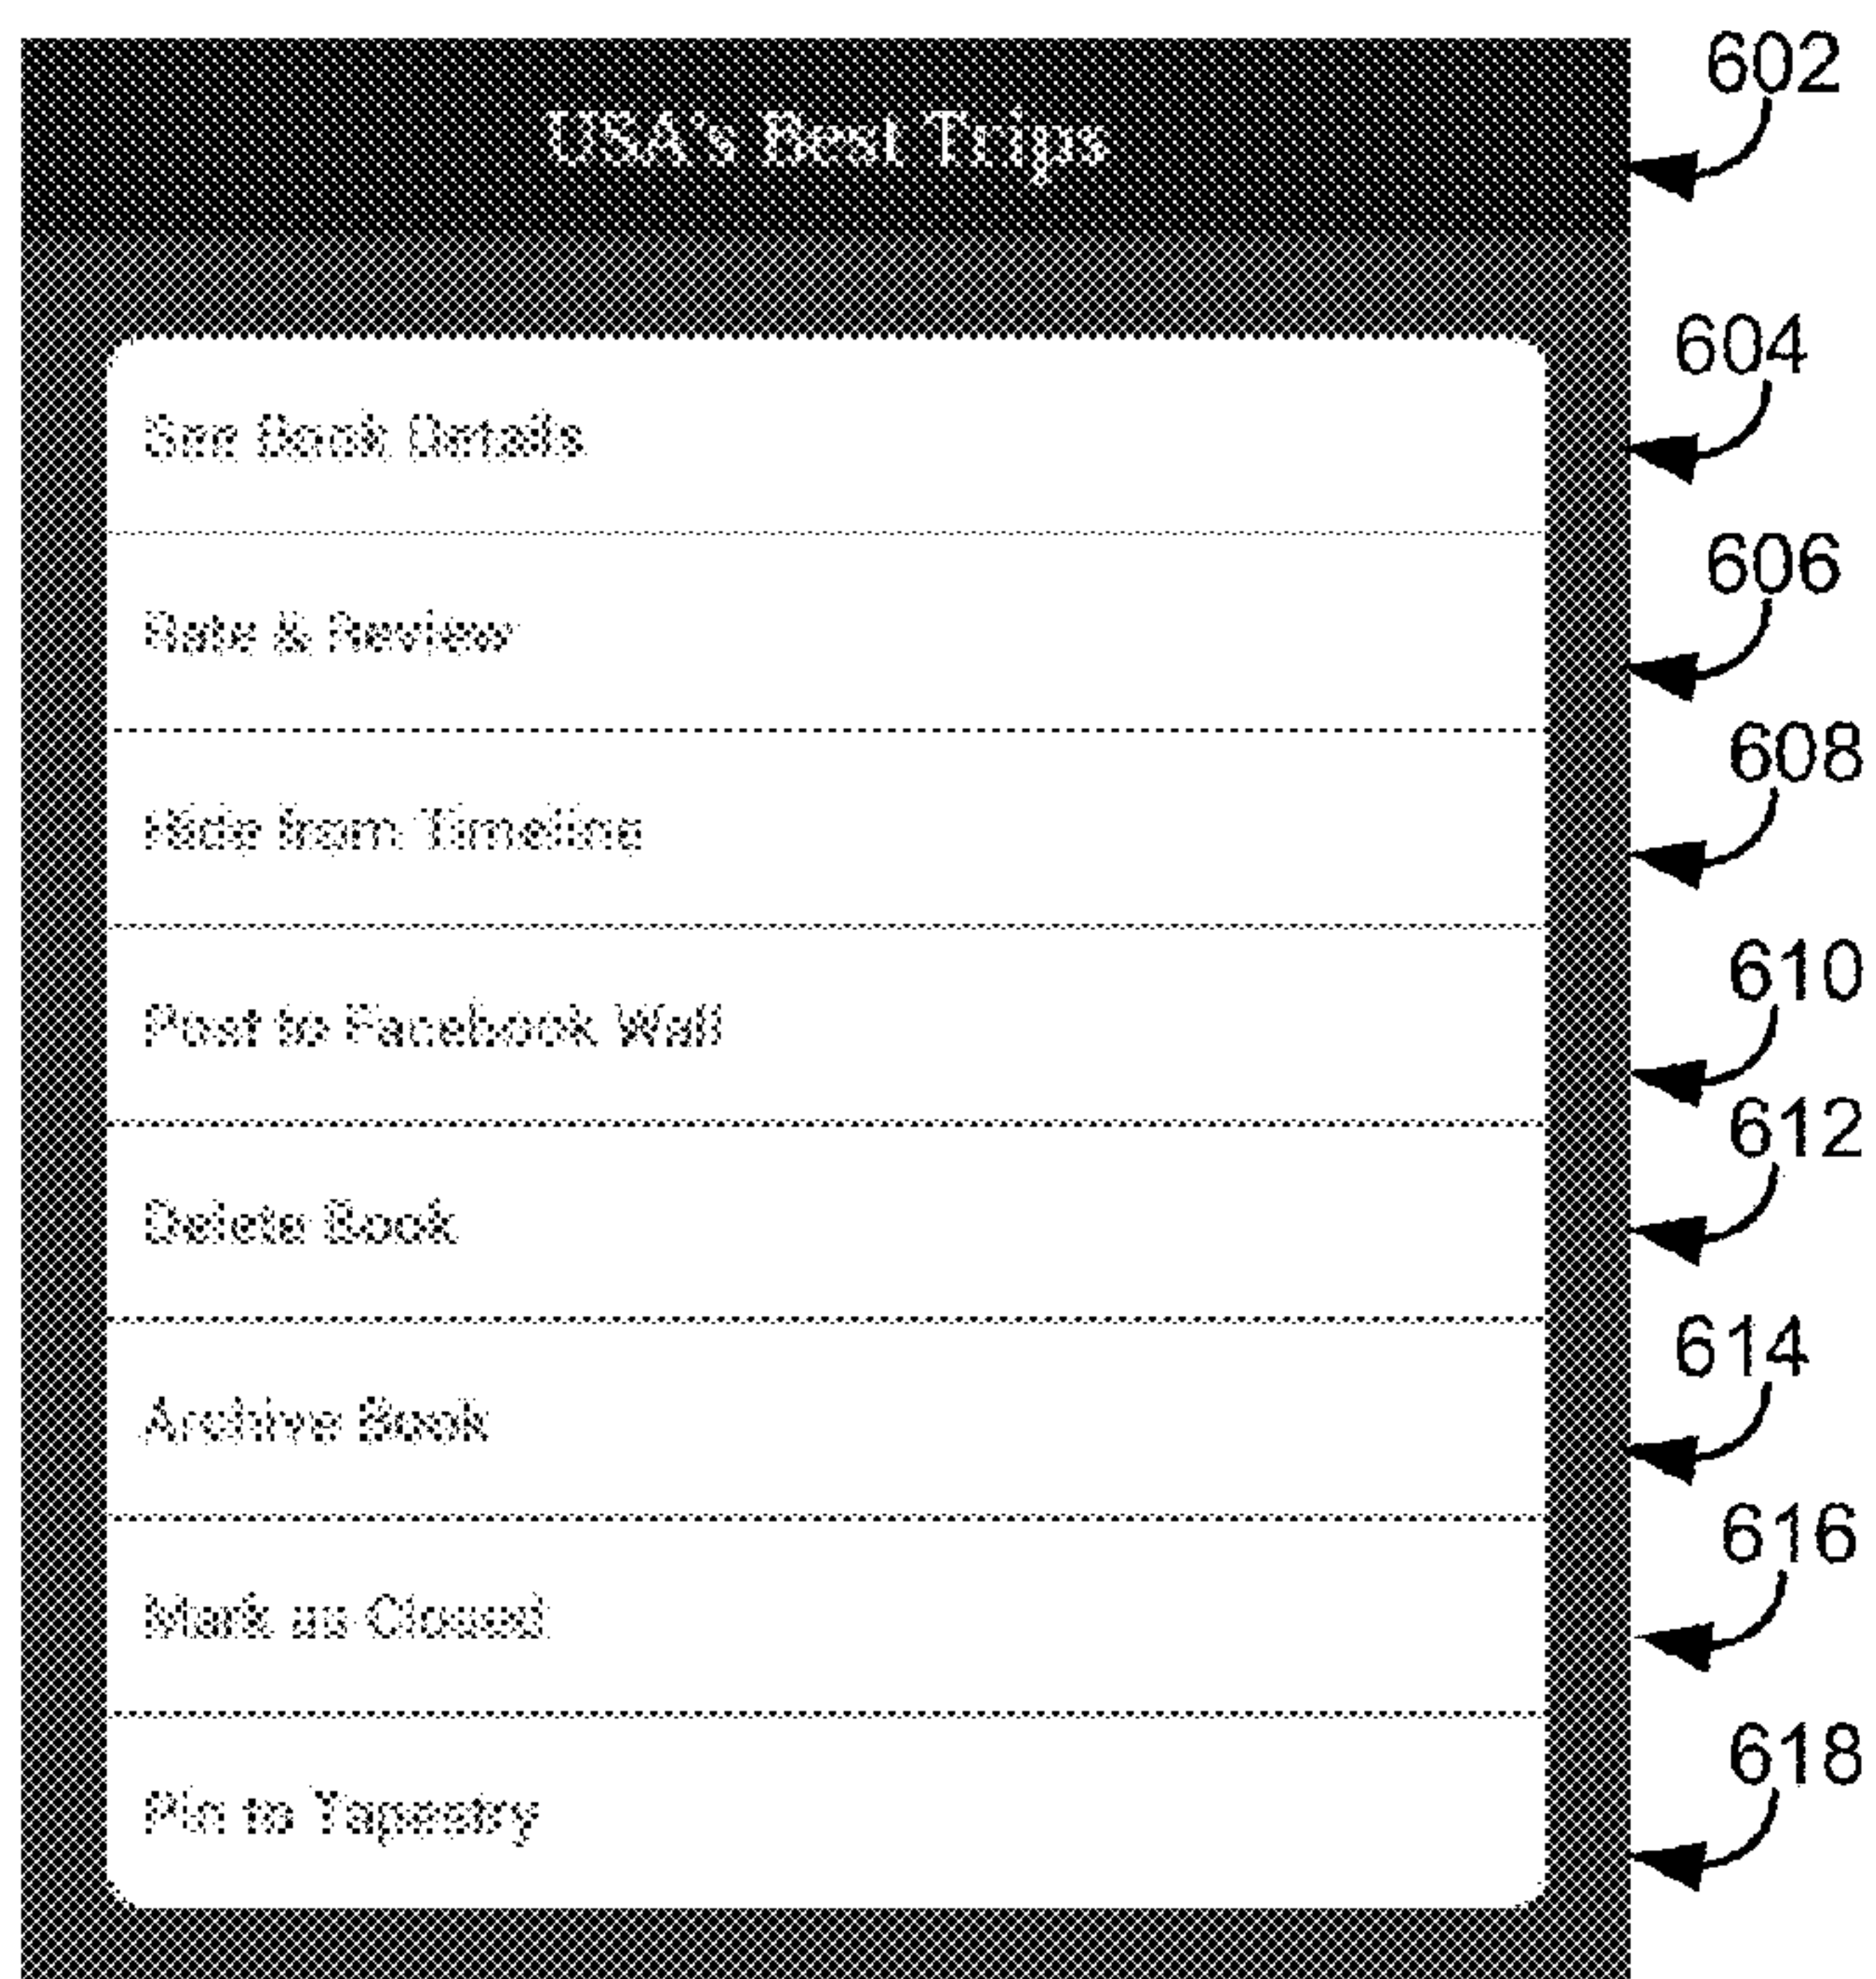 602
USA's Best Trips
604
See Book Details
606
Rate & Review
608
Hide from Timeline
610
Post to Facebook Wall
612
Delete Book
614
Archive Book
616
Mark as Closed
618
Pin to Tapestry